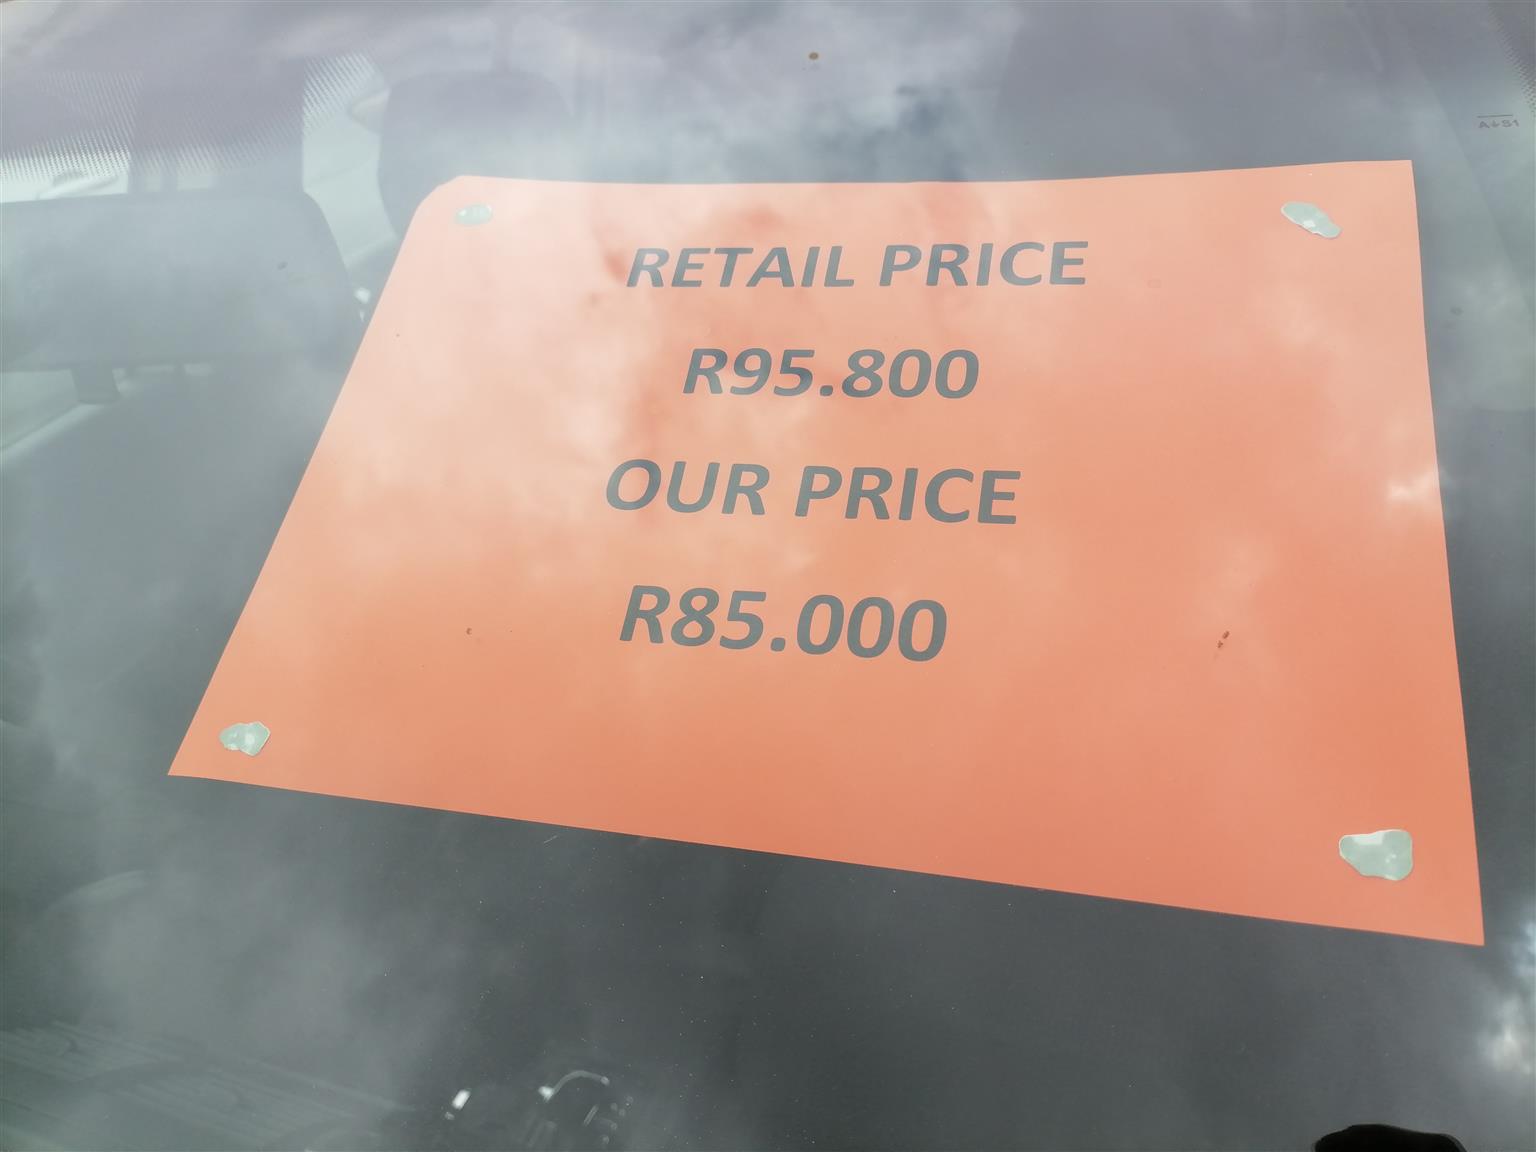 RETAIL PRICE
R95.800
OUR PRICE
R85.000